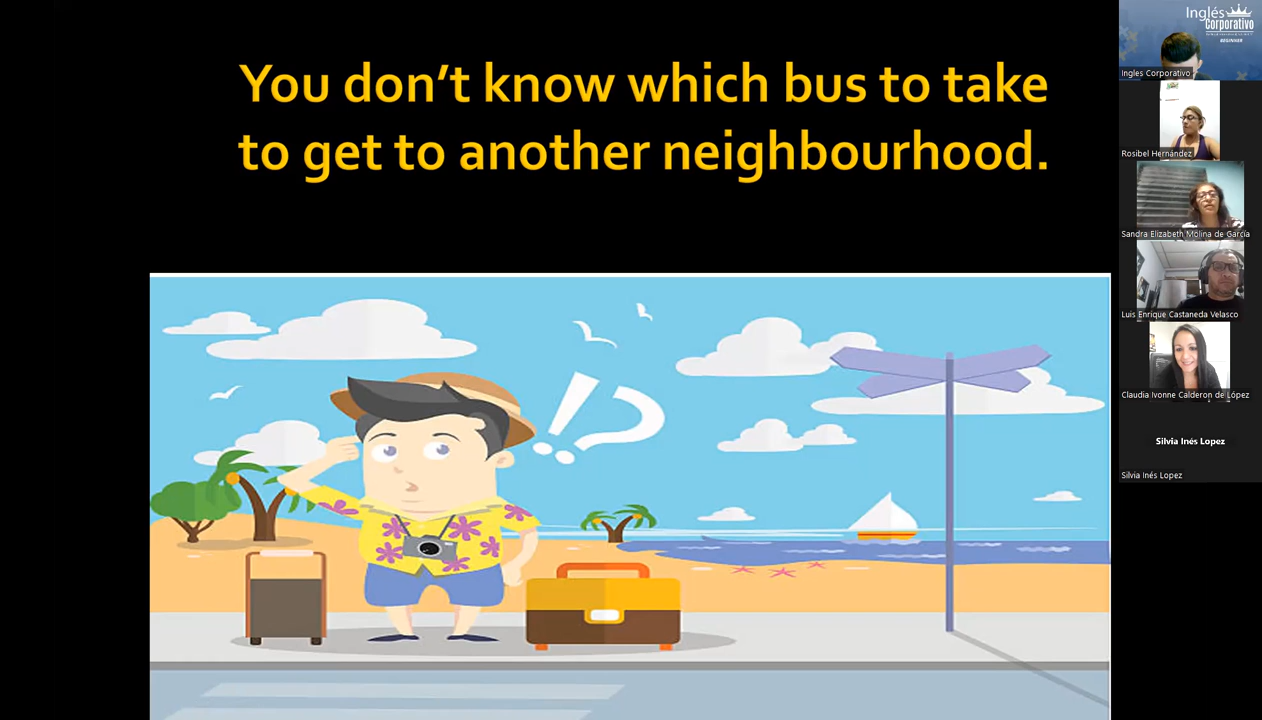 You don't know which bus to take
to get to another neighbourhood.
!?
Inglés
Corporativo
BEGINNER
Ingles Corporativo
Rosibel Hernández
Sandra Elizabeth Molina de García
Luis Enrique Castaneda Velasco
Claudia Ivonne Calderon de López
Silvia Inés Lopez
Silvia Inés Lopez